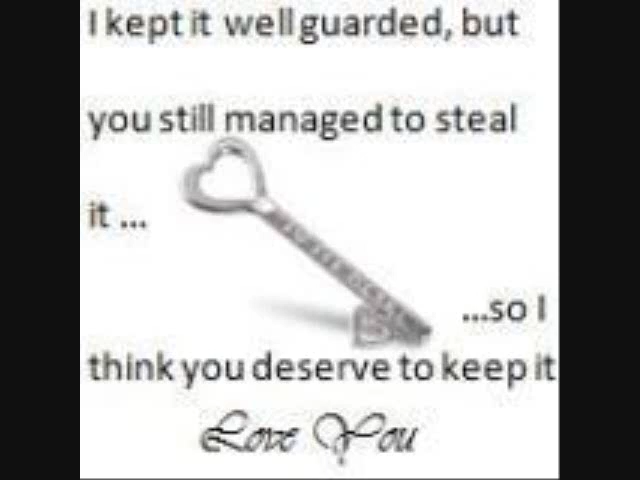 I kept it well guarded, but
you still managed to steal
it ...
...so I
think you deserve to keep it
Love You